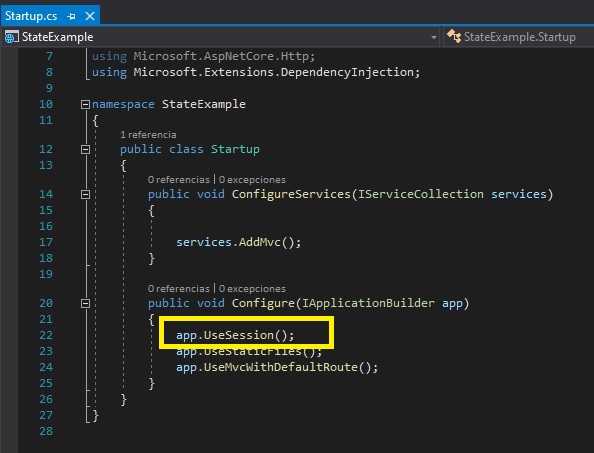 Startup.cs
StateExample
StateExample.Startup
7 using Microsoft.AspNetCore.Http;
8 using Microsoft.Extensions.DependencyInjection;
9
10 namespace StateExample
11 {
1 referencia
12 public class Startup
13 {
0 referencias | 0 excepciones
14 public void ConfigureServices(IServiceCollection services)
15 {
16
17 services.AddMvc();
18 }
19
0 referencias | 0 excepciones
20 public void Configure(IApplicationBuilder app)
21 {
22 app.UseSession();
23 app.UseStaticFiles();
24 app.UseMvcWithDefaultRoute();
25 }
26 }
27 }
28